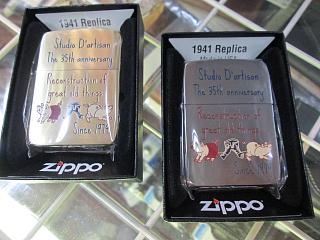 1941 Replica
Studio D'artisan
The 35th anniversary
Reconstruction of
great old things
Since 1979
zippo
1941 Replica
Studio D'artisan
The 35th anniversary
Reconstruction of
great old things
Since
zippo